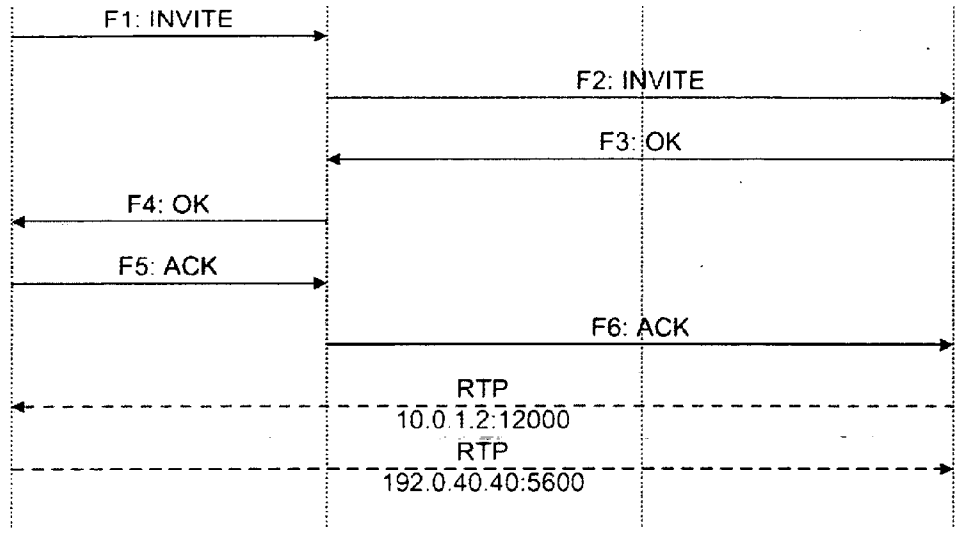 F1: INVITE
F2: INVITE
F3: OK
F4: OK
F5: ACK
F6: ACK
RTP
10.0.1.2:12000
RTP
192.0.40.40:5600